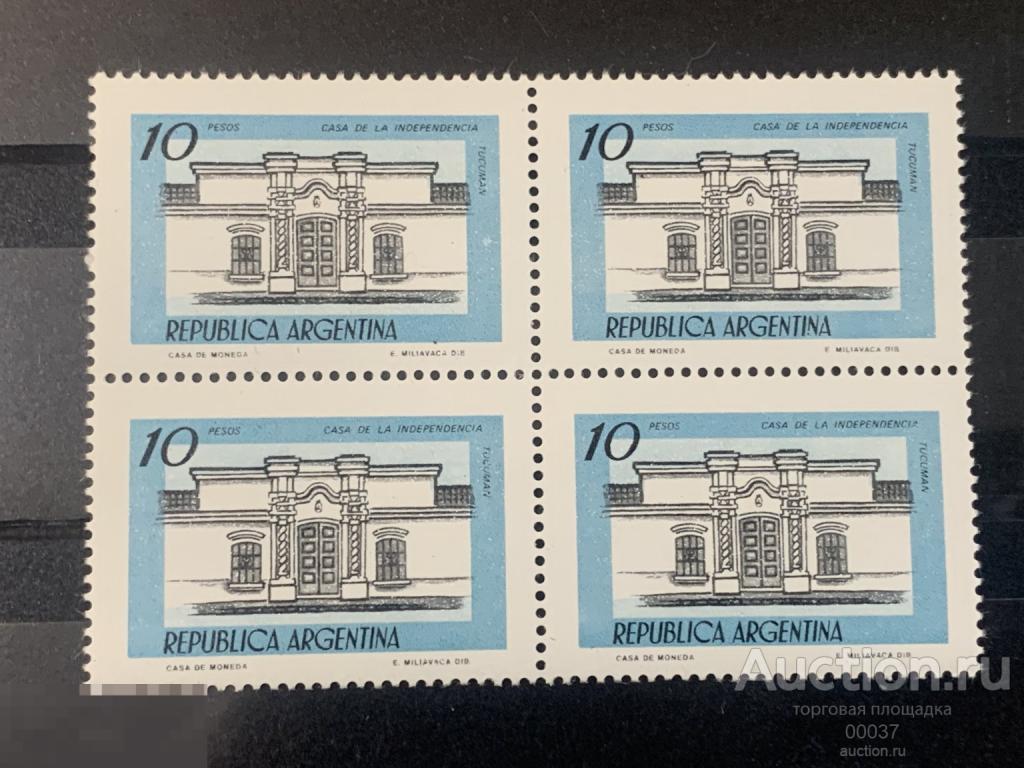 10 PESOS CASA DE LA INDEPENDENCIA
TUCUMAN
REPUBLICA ARGENTINA
CASA DE MONEDA E. MILIAVACA DIB.
10 PESOS CASA DE LA INDEPENDENCIA
TUCUMAN
REPUBLICA ARGENTINA
CASA DE MONEDA E. MILIAVACA DIB.
10 PESOS CASA DE LA INDEPENDENCIA
TUCUMAN
REPUBLICA ARGENTINA
CASA DE MONEDA E. MILIAVACA DIB.
10 PESOS CASA DE LA INDEPENDENCIA
TUCUMAN
REPUBLICA ARGENTINA
CASA DE MONEDA E. MILIAVACA DIB.
Auction.ru
торговая площадка
00037
auction.ru